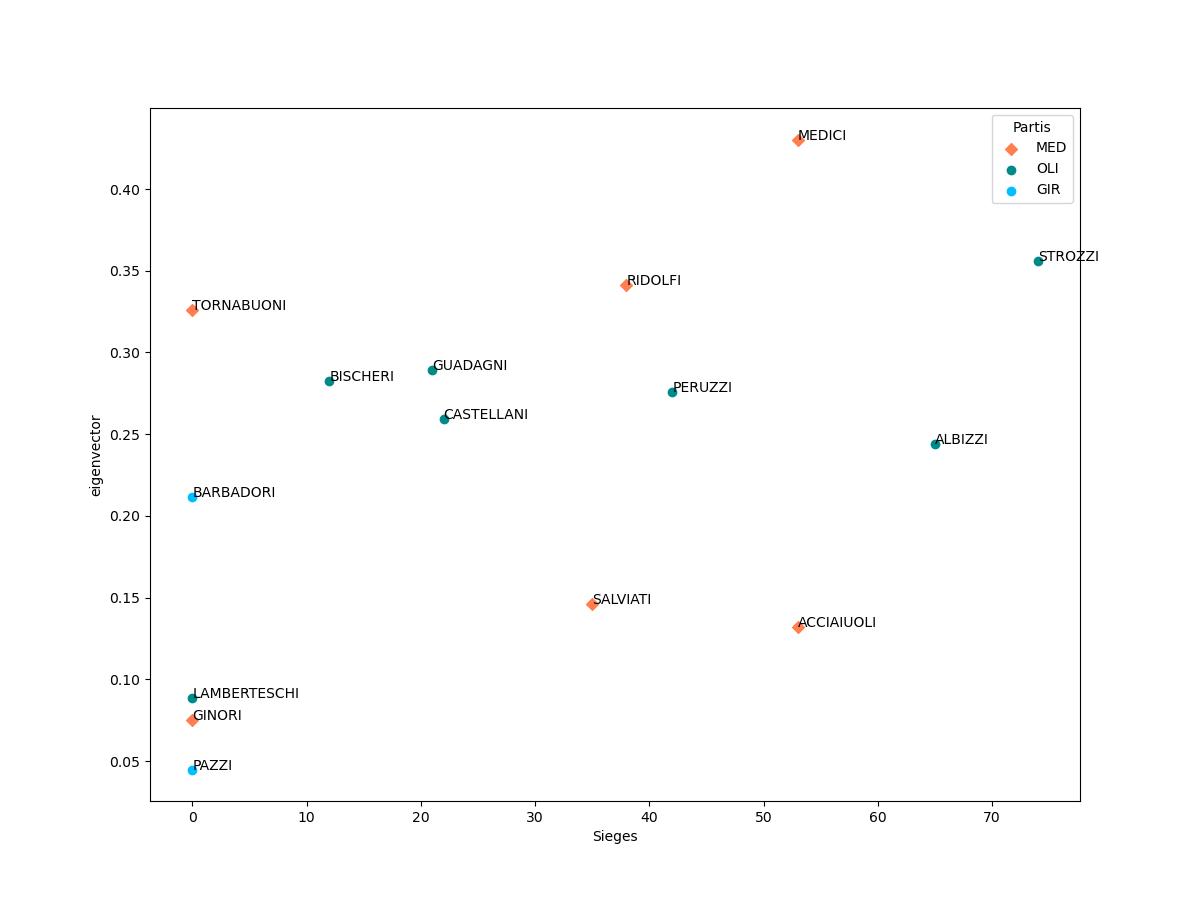 Partis
MED
OLI
GIR
MEDICI
STROZZI
RIDOLFI
TORNABUONI
GUADAGNI
BISCHERI
PERUZZI
CASTELLANI
ALBIZZI
BARBADORI
SALVIATI
ACCIAIUOLI
LAMBERTESCHI
GINORI
PAZZI
eigenvector
0.40
0.35
0.30
0.25
0.20
0.15
0.10
0.05
0 10 20 30 40 50 60 70
Sieges